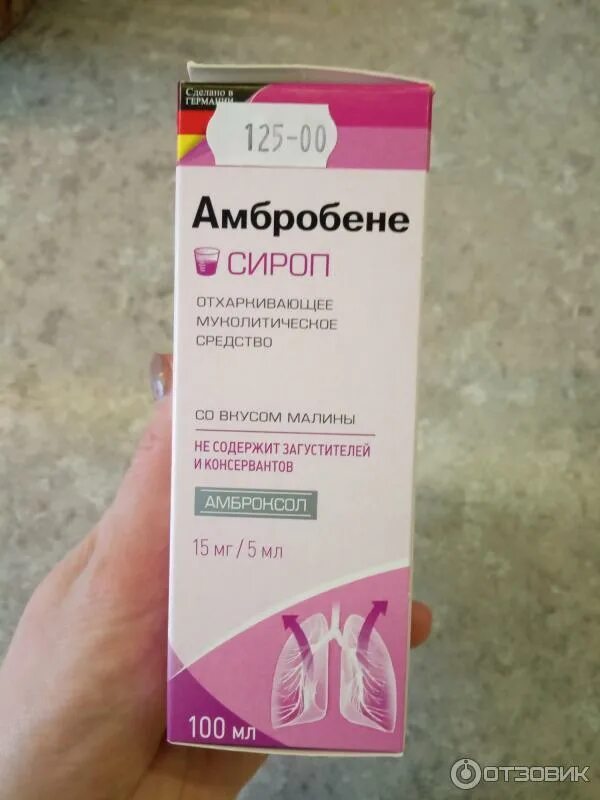 Сделано в
ГЕРМАНИИ
125-00
Амбробене
СИРОП
ОТХАРКИВАЮЩЕЕ
МУКОЛИТИЧЕСКОЕ
СРЕДСТВО
СО ВКУСОМ МАЛИНЫ
НЕ СОДЕРЖИТ ЗАГУСТИТЕЛЕЙ
И КОНСЕРВАНТОВ
АМБРОКСОЛ
15 мг / 5 мл
100 мл
ОТЗОВИК